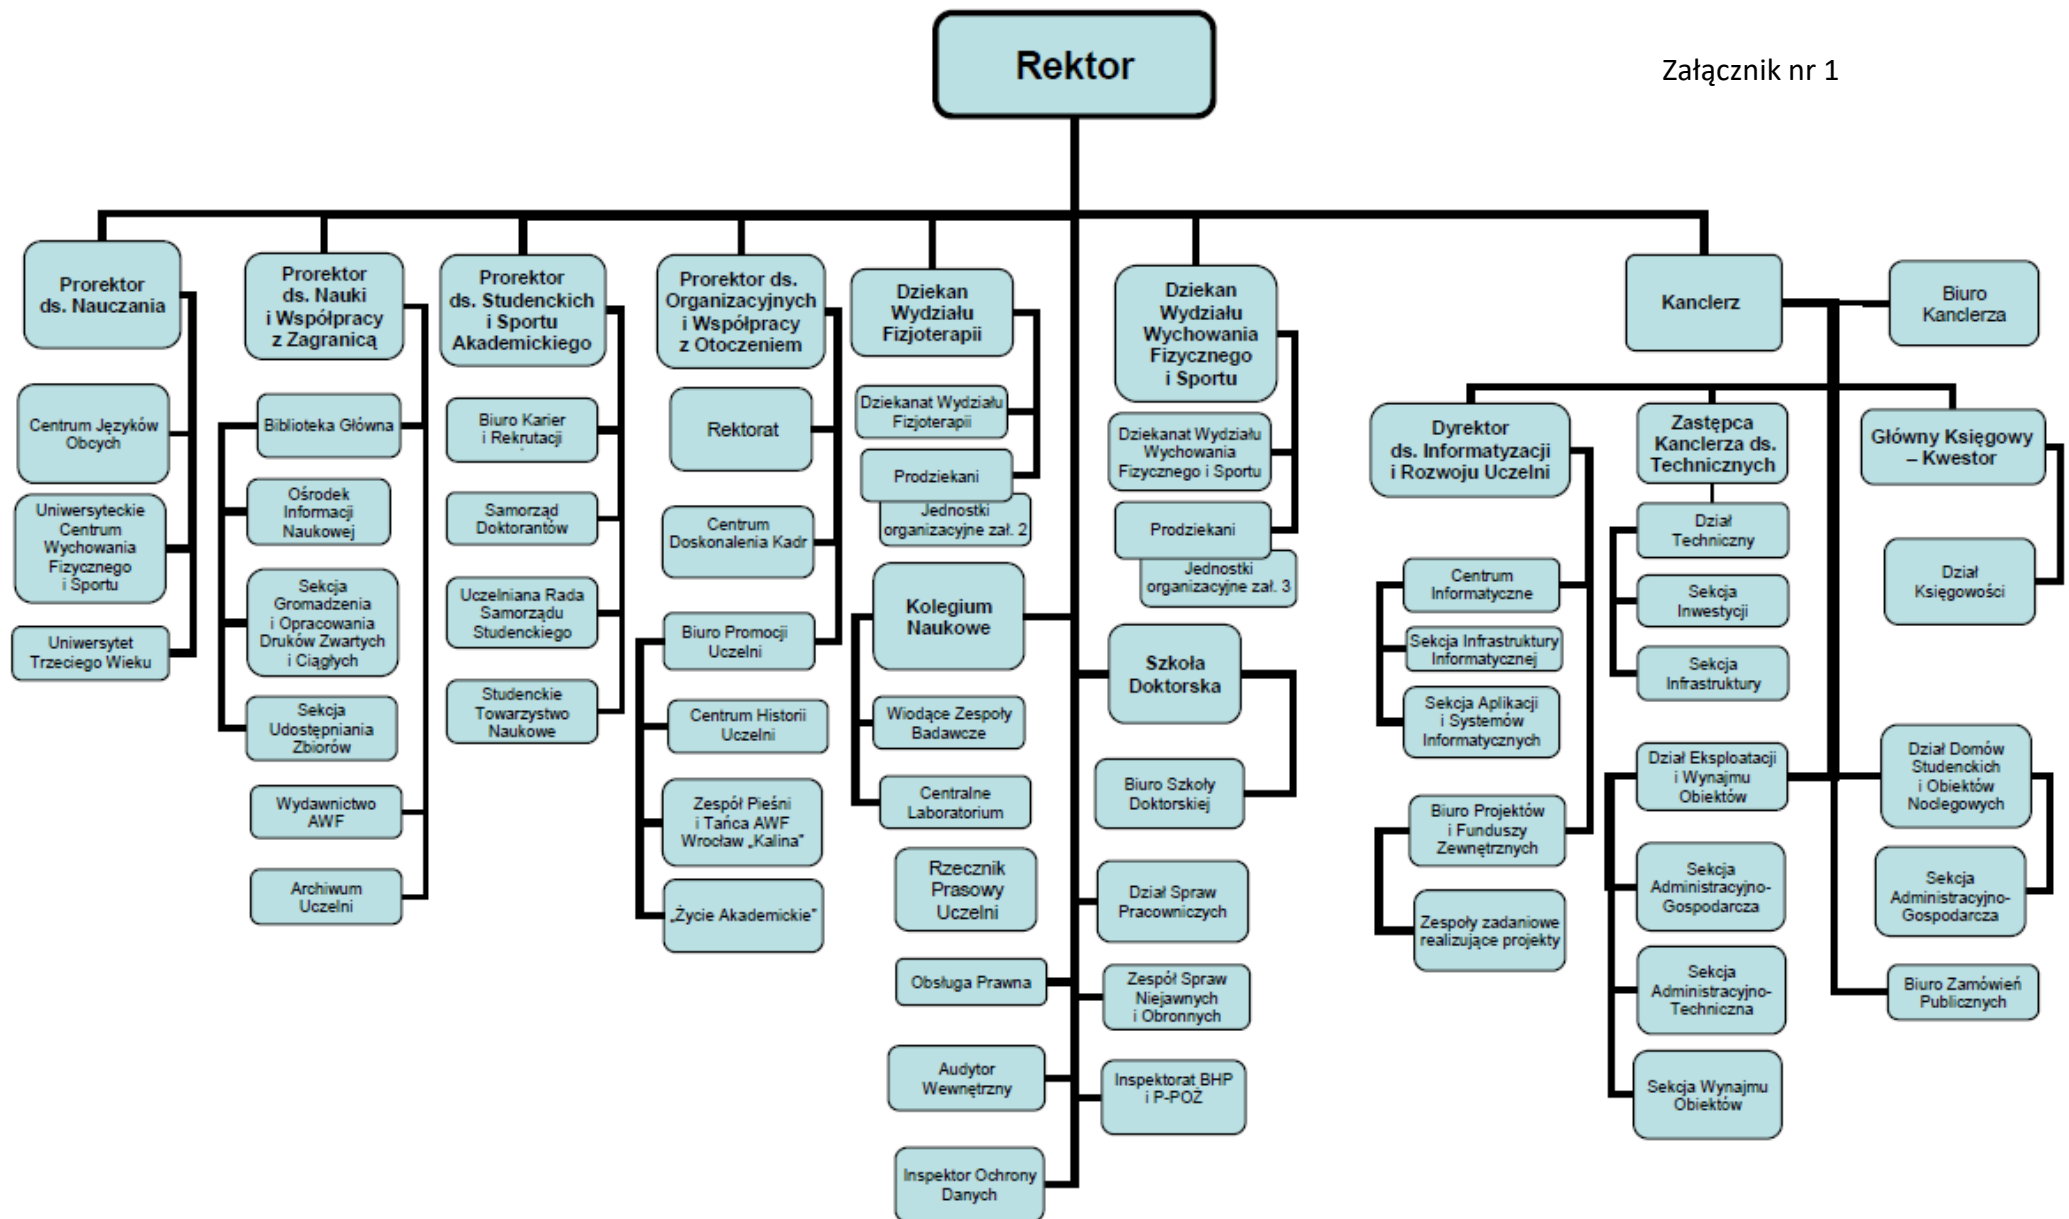 Rektor
Załącznik nr 1
Prorektor
ds. Nauczania
Centrum Języków
Obcych
Uniwersyteckie
Centrum
Wychowania
Fizycznego
i Sportu
Uniwersytet
Trzeciego Wieku
Prorektor
ds. Nauki
i Współpracy
z Zagranicą
Biblioteka Główna
Ośrodek
Informacji
Naukowej
Sekcja
Gromadzenia
i Opracowania
Druków Zwartych
i Ciągłych
Sekcja
Udostępniania
Zbiorów
Wydawnictwo
AWF
Archiwum
Uczelni
Prorektor
ds. Studenckich
i Sportu
Akademickiego
Biuro Karier
i Rekrutacji
Samorząd
Doktorantów
Uczelniana Rada
Samorządu
Studenckiego
Studenckie
Towarzystwo
Naukowe
Prorektor ds.
Organizacyjnych
i Współpracy
z Otoczeniem
Rektorat
Centrum
Doskonalenia Kadr
Biuro Promocji
Uczelni
Centrum Historii
Uczelni
Zespół Pieśni
i Tańca AWF
Wrocław „Kalina”
„Życie Akademickie”
Dziekan
Wydziału
Fizjoterapii
Dziekanat Wydziału
Fizjoterapii
Prodziekani
Jednostki
organizacyjne zał. 2
Kolegium
Naukowe
Wiodące Zespoły
Badawcze
Centralne
Laboratorium
Rzecznik
Prasowy
Uczelni
Obsługa Prawna
Audytor
Wewnętrzny
Inspektor Ochrony
Danych
Dziekan
Wydziału
Wychowania
Fizycznego
i Sportu
Dziekanat Wydziału
Wychowania
Fizycznego i Sportu
Prodziekani
Jednostki
organizacyjne zał. 3
Szkoła
Doktorska
Biuro Szkoły
Doktorskiej
Dział Spraw
Pracowniczych
Zespół Spraw
Niejawnych
i Obronnych
Inspektorat BHP
i P-POŻ
Kanclerz
Biuro
Kanclerza
Dyrektor
ds. Informatyzacji
i Rozwoju Uczelni
Centrum
Informatyczne
Sekcja Infrastruktury
Informatycznej
Sekcja Aplikacji
i Systemów
Informatycznych
Biuro Projektów
i Funduszy
Zewnętrznych
Zespoły zadaniowe
realizujące projekty
Zastępca
Kanclerza ds.
Technicznych
Dział
Techniczny
Sekcja
Inwestycji
Sekcja
Infrastruktury
Dział Eksploatacji
i Wynajmu
Obiektów
Sekcja
Administracyjno-
Gospodarcza
Sekcja
Administracyjno-
Techniczna
Sekcja Wynajmu
Obiektów
Główny Księgowy
– Kwestor
Dział
Księgowości
Dział Domów
Studenckich
i Obiektów
Noclegowych
Sekcja
Administracyjno-
Gospodarcza
Biuro Zamówień
Publicznych